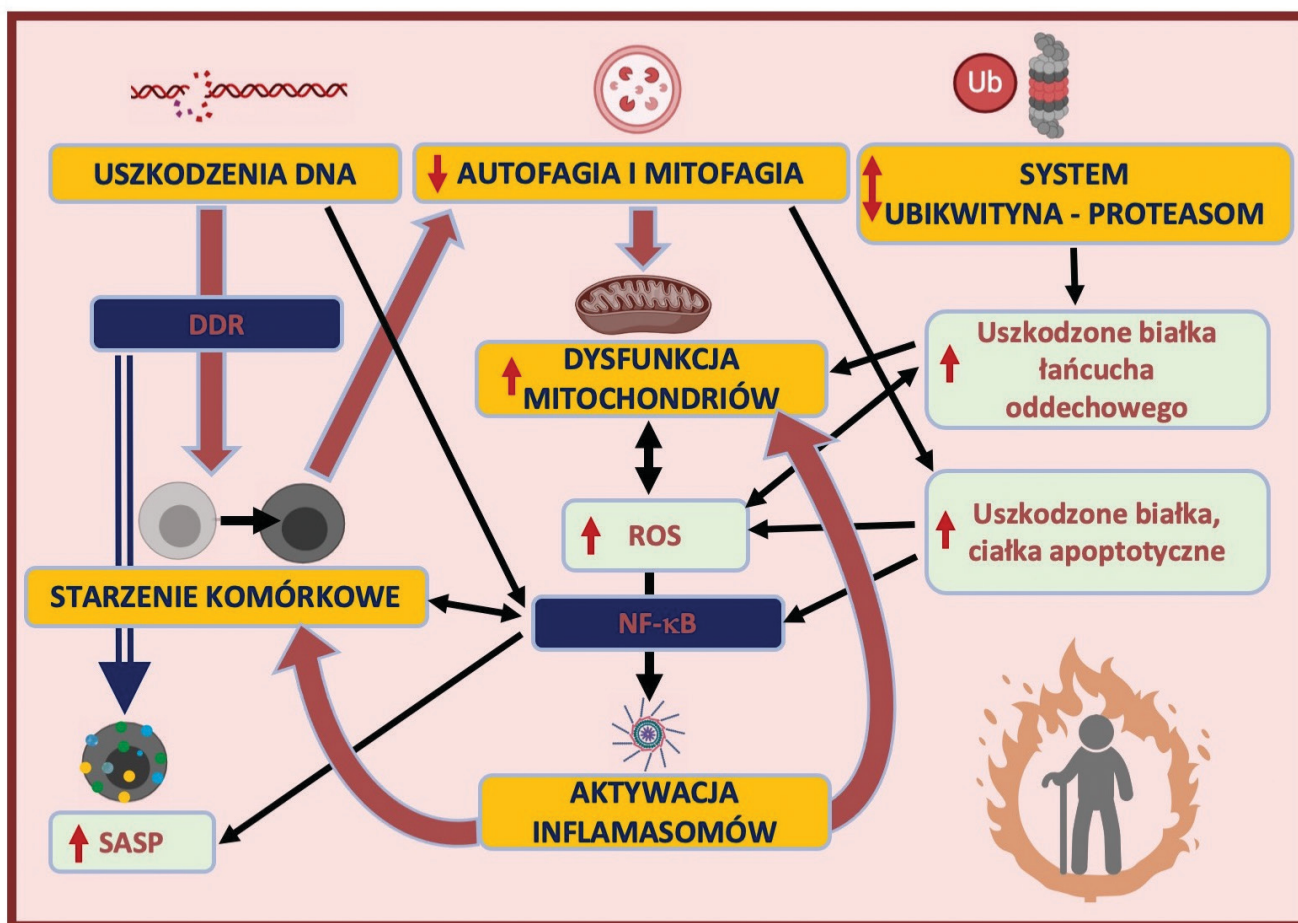 Ub
USZKODZENIA DNA
AUTOFAGIA I MITOFAGIA
SYSTEM
UBIKWITYNA - PROTEASOM
DDR
DYSFUNKCJA
MITOCHONDRIÓW
Uszkodzone białka
łańcucha
oddechowego
ROS
Uszkodzone białka,
ciałka apoptotyczne
STARZENIE KOMÓRKOWE
NF-κB
SASP
AKTYWACJA
INFLAMASOMÓW